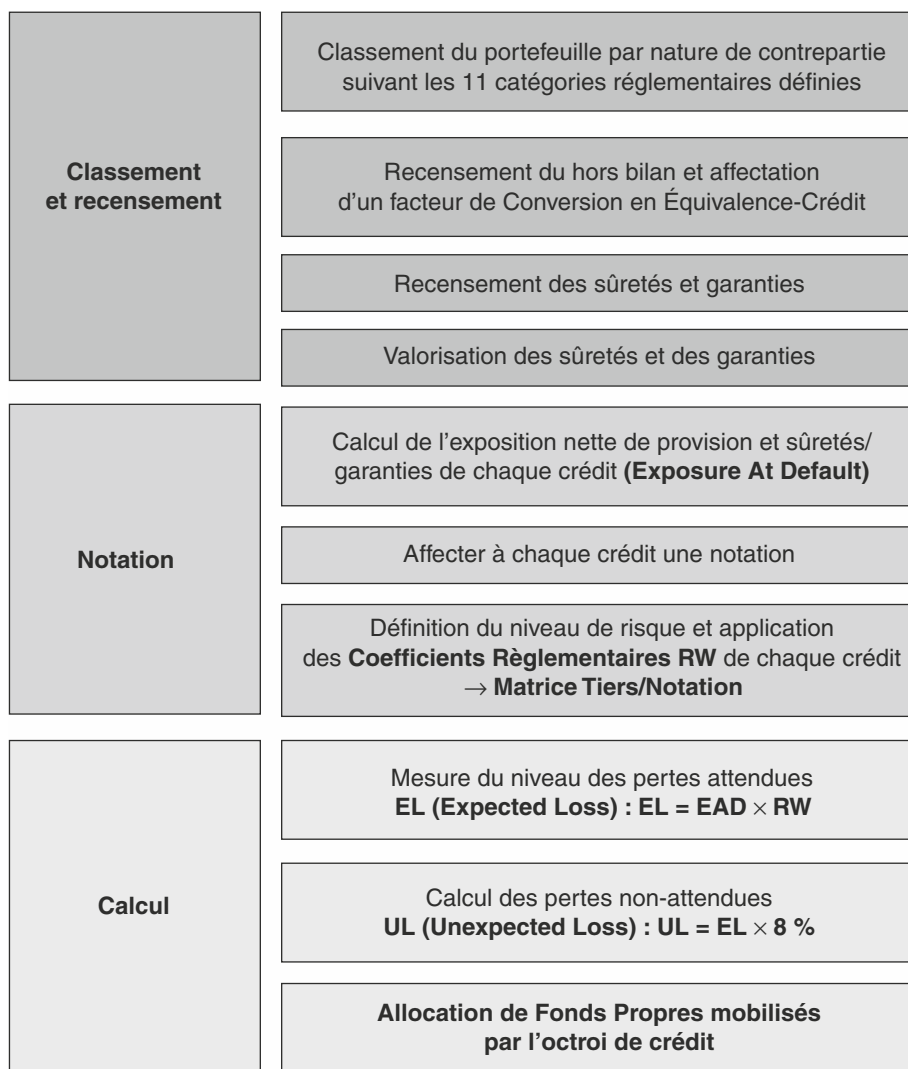 Classement
et recensement
Classement du portefeuille par nature de contrepartie
suivant les 11 catégories réglementaires définies
Recensement du hors bilan et affectation
d’un facteur de Conversion en Équivalence-Crédit
Recensement des sûretés et garanties
Valorisation des sûretés et des garanties
Notation
Calcul de l’exposition nette de provision et sûretés/
garanties de chaque crédit (Exposure At Default)
Affecter à chaque crédit une notation
Définition du niveau de risque et application
des Coefficients Règlementaires RW de chaque crédit
→ Matrice Tiers/Notation
Calcul
Mesure du niveau des pertes attendues
EL (Expected Loss) : EL = EAD × RW
Calcul des pertes non-attendues
UL (Unexpected Loss) : UL = EL × 8 %
Allocation de Fonds Propres mobilisés
par l’octroi de crédit